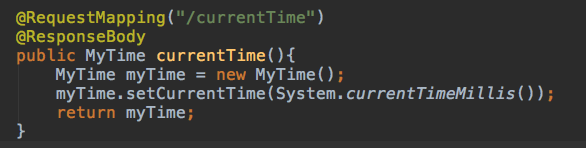 @RequestMapping("/currentTime")
@ResponseBody
public MyTime currentTime(){
    MyTime myTime = new MyTime();
    myTime.setCurrentTime(System.currentTimeMillis());
    return myTime;
}